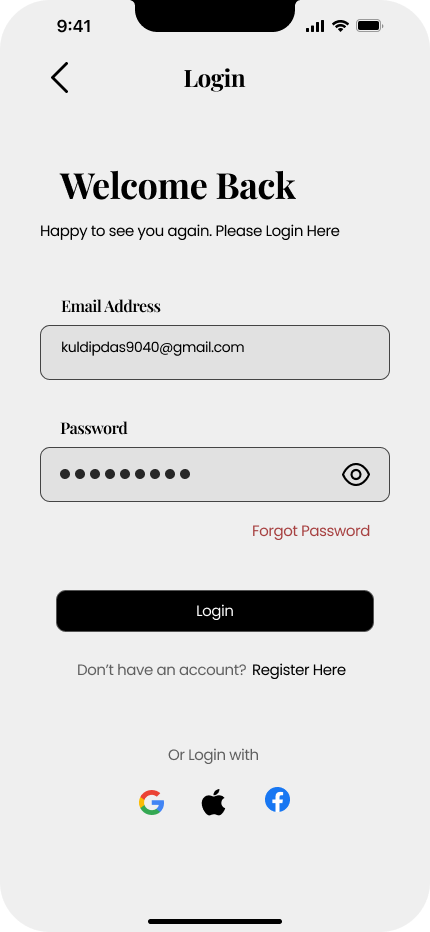 9:41
Login
Welcome Back
Happy to see you again. Please Login Here
Email Address
kuldipdas9040@gmail.com
Password
Forgot Password
Login
Don’t have an account? Register Here
Or Login with